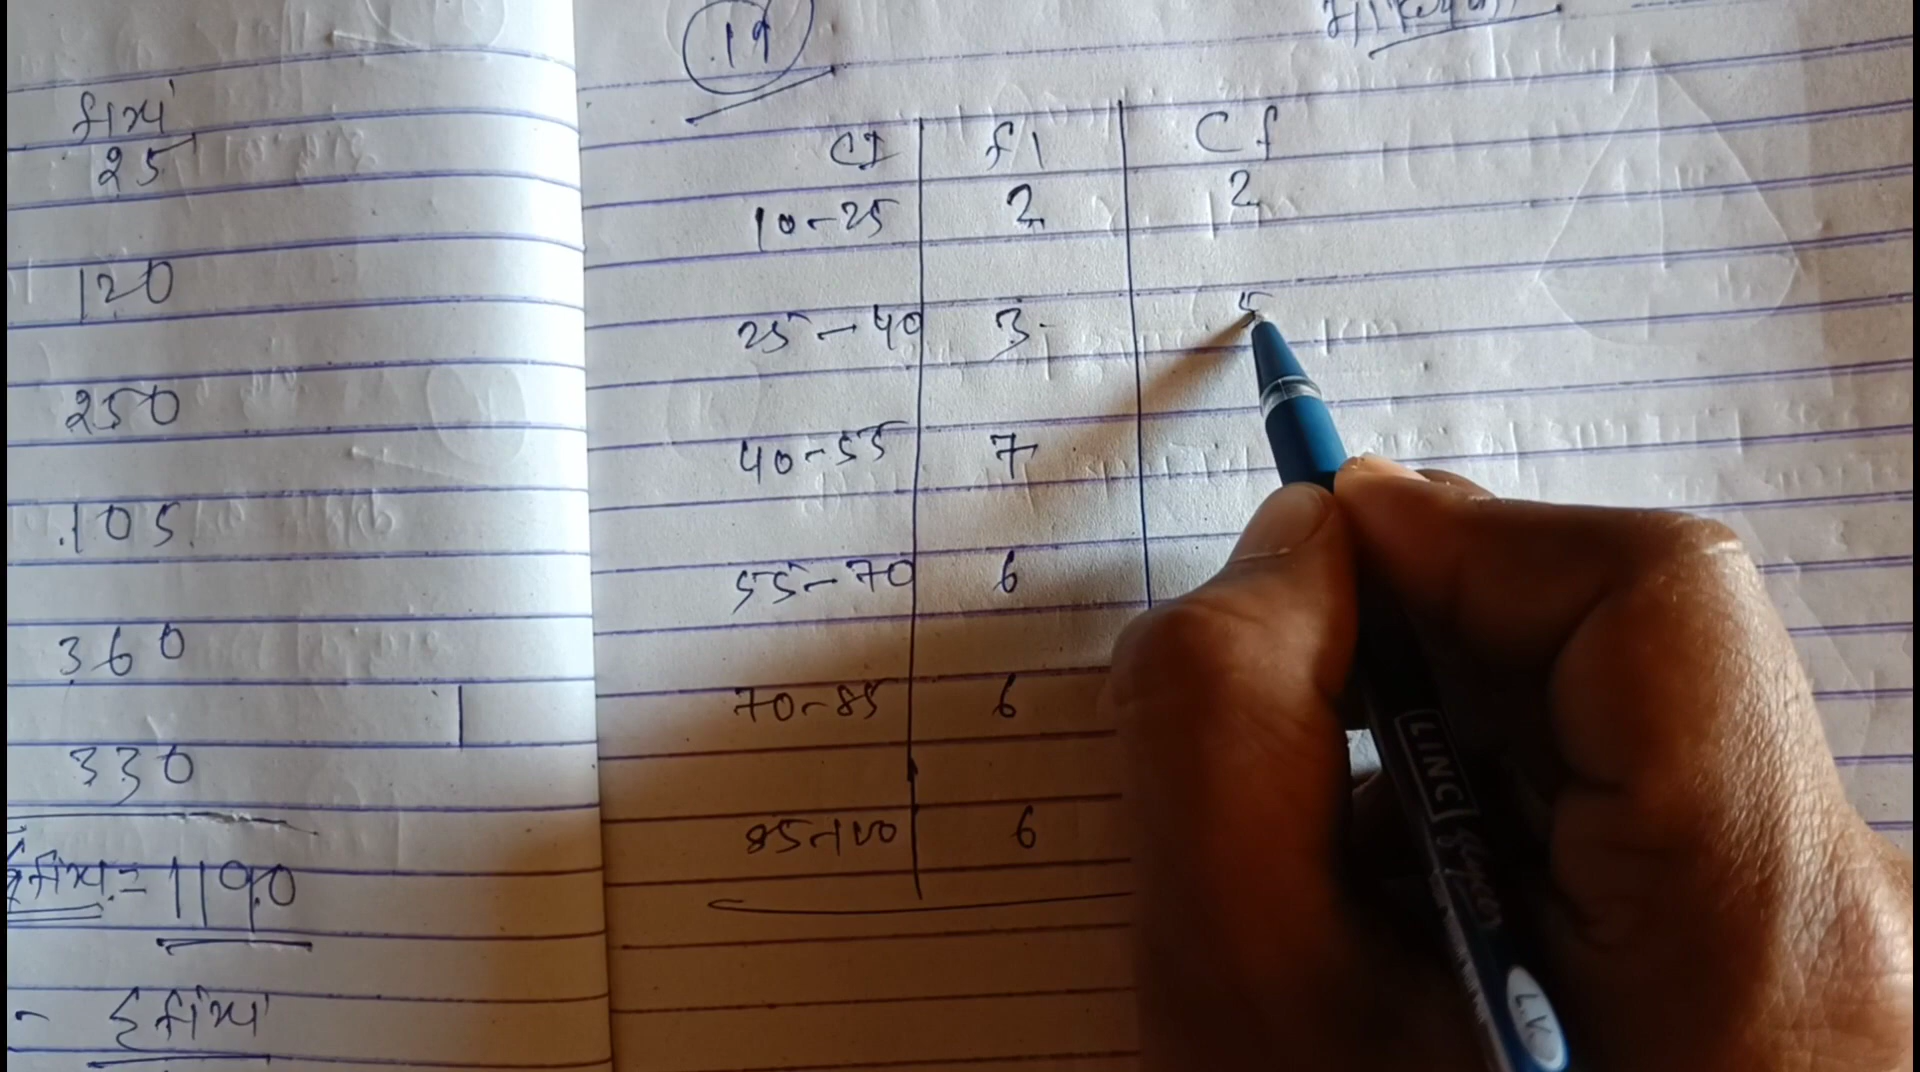 fixi
25
120
250
105
360
330
Σfixi = 1190
- Σfixi
19
CI fi Cf
10-25 2 2
25-40 3 5
40-55 7
55-70 6
70-85 6
85-100 6
LINC
L.K